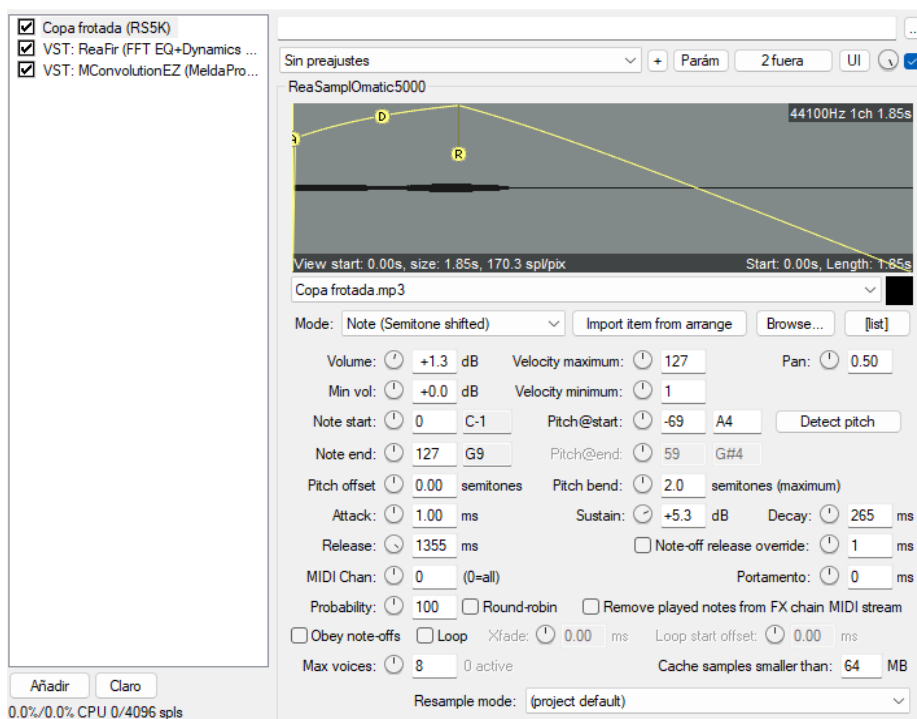 Copa frotada (RS5K)
VST: ReaFir (FFT EQ+Dynamics ...
VST: MConvolutionEZ (MeldaPro...
...
Sin preajustes + Parám 2 fuera UI
ReaSamplOmatic5000
44100Hz 1ch 1.85s
A D
R
View start: 0.00s, size: 1.85s, 170.3 spl/pix Start: 0.00s, Length: 1.85s
Copa frotada.mp3
Mode: Note (Semitone shifted) Import item from arrange Browse... [list]
Volume: +1.3 dB Velocity maximum: 127 Pan: 0.50
Min vol: +0.0 dB Velocity minimum: 1
Note start: 0 C-1 Pitch@start: -69 A4 Detect pitch
Note end: 127 G9 Pitch@end: 59 G#4
Pitch offset 0.00 semitones Pitch bend: 2.0 semitones (maximum)
Attack: 1.00 ms Sustain: +5.3 dB Decay: 265 ms
Release: 1355 ms Note-off release override: 1 ms
MIDI Chan: 0 (0=all) Portamento: 0 ms
Probability: 100 Round-robin Remove played notes from FX chain MIDI stream
Obey note-offs Loop Xfade: 0.00 ms Loop start offset: 0.00 ms
Max voices: 8 0 active Cache samples smaller than: 64 MB
Resample mode: (project default)
Añadir Claro
0.0%/0.0% CPU 0/4096 spls